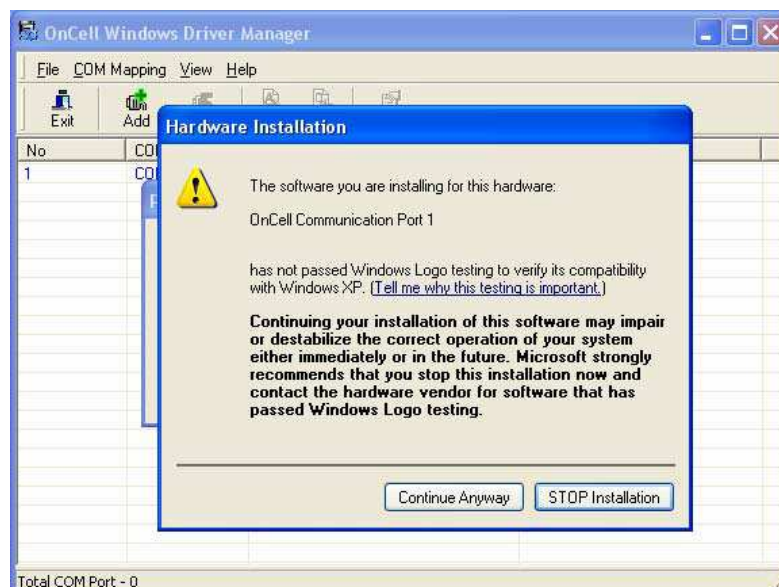 OnCell Windows Driver Manager
File COM Mapping View Help
Exit Add
No
1
Hardware Installation
The software you are installing for this hardware:
OnCell Communication Port 1
has not passed Windows Logo testing to verify its compatibility
with Windows XP. (Tell me why this testing is important.)
Continuing your installation of this software may impair
or destabilize the correct operation of your system
either immediately or in the future. Microsoft strongly
recommends that you stop this installation now and
contact the hardware vendor for software that has
passed Windows Logo testing.
Continue Anyway STOP Installation
Total COM Port - 0